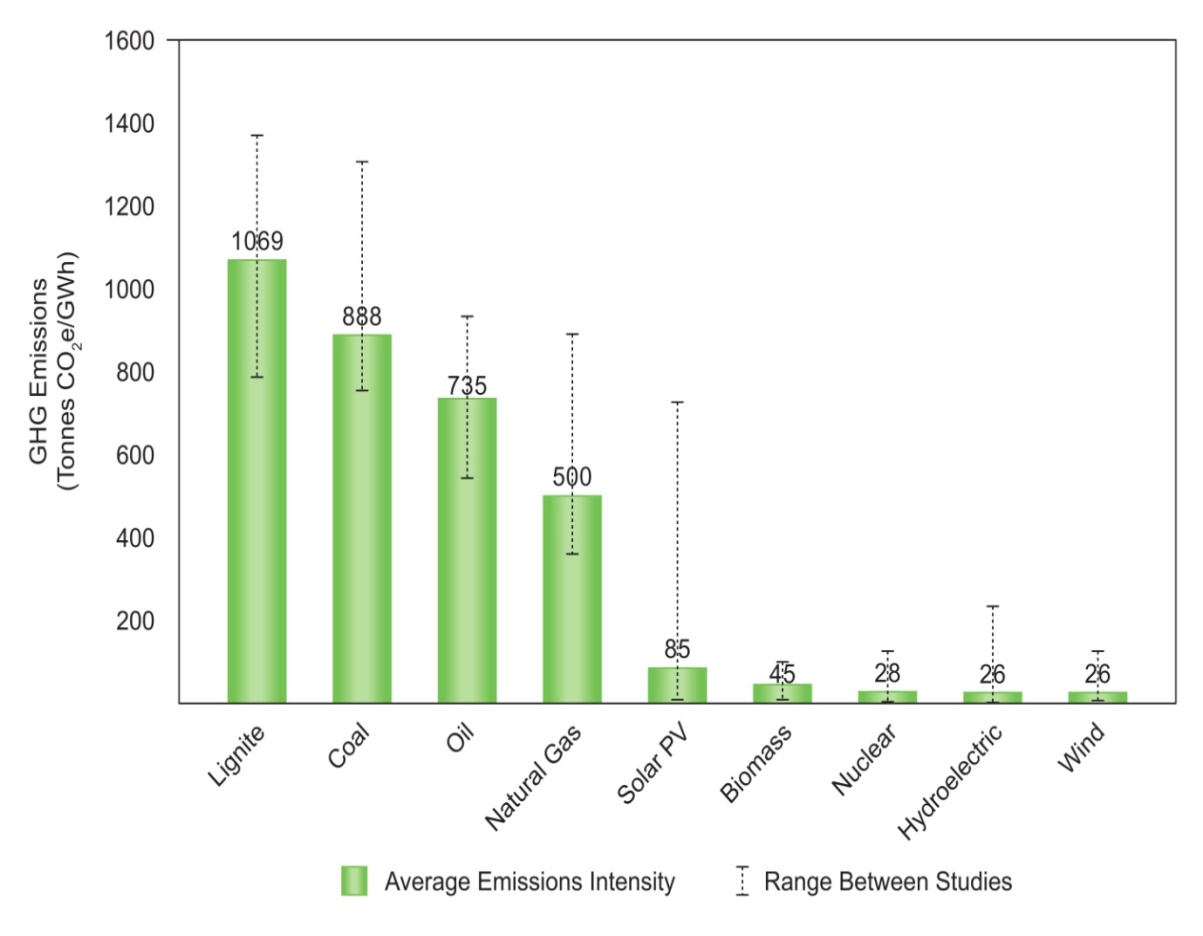 1600
1400
1200
1000
800
600
400
200
GHG Emissions
(Tonnes CO₂e/GWh)
1069
888
735
500
85
45
28
26
26
Lignite
Coal
Oil
Natural Gas
Solar PV
Biomass
Nuclear
Hydroelectric
Wind
Average Emissions Intensity
Range Between Studies